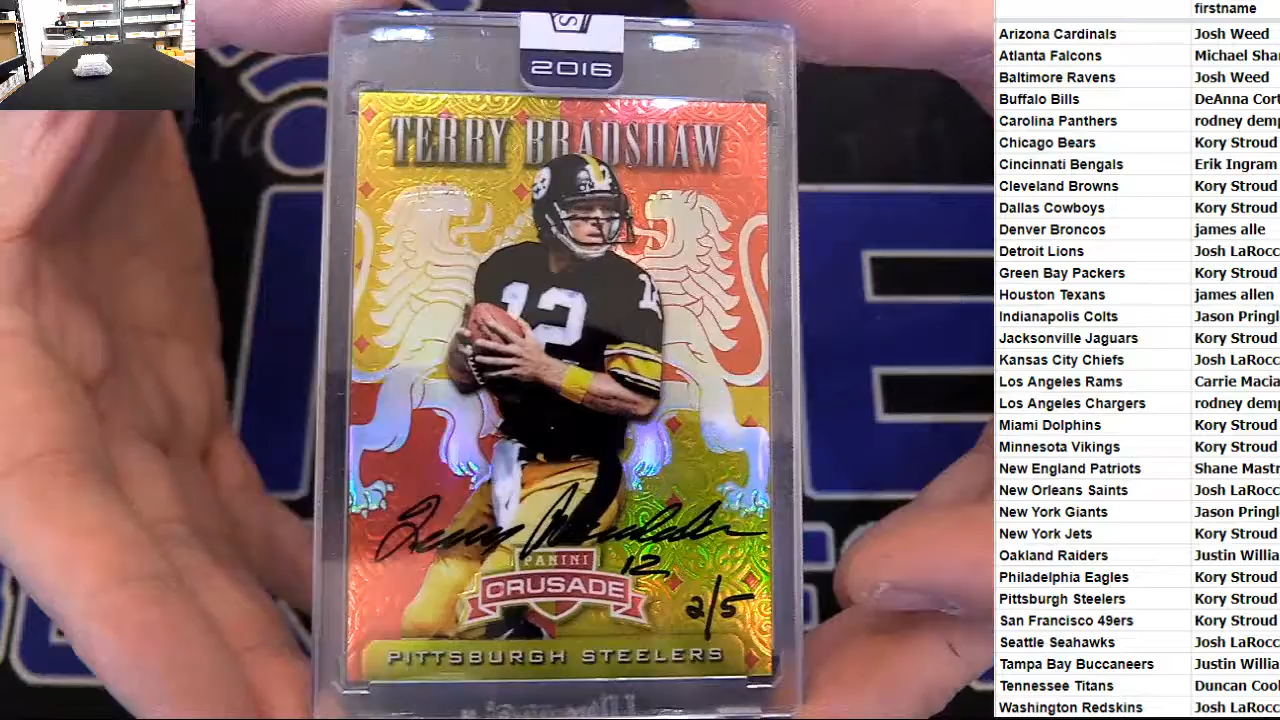 2016
TERRY BRADSHAW
12
12
Terry Bradshaw
12
2/5
PANINI
CRUSADE
PITTSBURGH STEELERS
firstname
Arizona Cardinals Josh Weed
Atlanta Falcons Michael Shar
Baltimore Ravens Josh Weed
Buffalo Bills DeAnna Cort
Carolina Panthers rodney demp
Chicago Bears Kory Stroud
Cincinnati Bengals Erik Ingram
Cleveland Browns Kory Stroud
Dallas Cowboys Kory Stroud
Denver Broncos james alle
Detroit Lions Josh LaRocc
Green Bay Packers Kory Stroud
Houston Texans james allen
Indianapolis Colts Jason Pringl
Jacksonville Jaguars Kory Stroud
Kansas City Chiefs Josh LaRocc
Los Angeles Rams Carrie Macia
Los Angeles Chargers rodney demp
Miami Dolphins Kory Stroud
Minnesota Vikings Kory Stroud
New England Patriots Shane Mastr
New Orleans Saints Josh LaRocc
New York Giants Jason Pringl
New York Jets Kory Stroud
Oakland Raiders Justin Willia
Philadelphia Eagles Kory Stroud
Pittsburgh Steelers Kory Stroud
San Francisco 49ers Kory Stroud
Seattle Seahawks Josh LaRocc
Tampa Bay Buccaneers Justin Willia
Tennessee Titans Duncan Cool
Washington Redskins Josh LaRocc